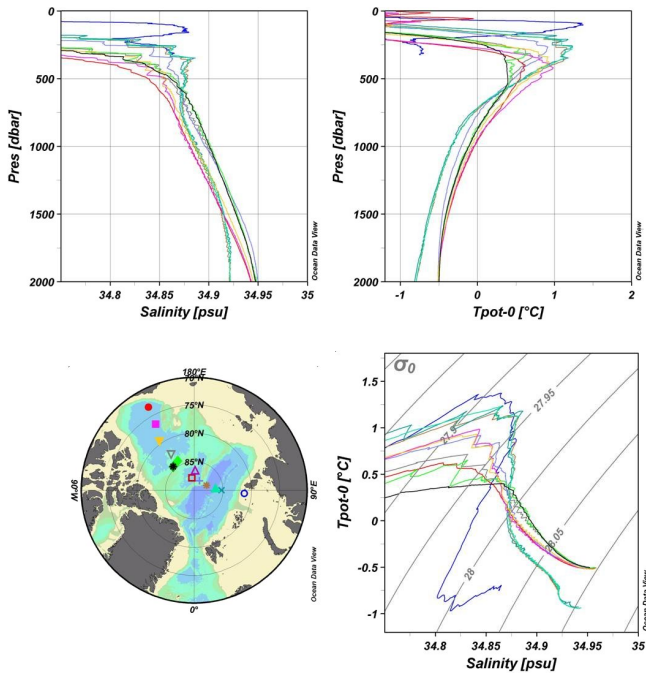 0
500
1000
1500
2000
Pres [dbar]
34.8
34.85
34.9
34.95
35
Salinity [psu]
Ocean Data View
0
500
1000
1500
2000
Pres [dbar]
-1
0
1
2
Tpot-0 [°C]
Ocean Data View
180°E
70°N
75°N
80°N
85°N
90°W
90°E
0°
Ocean Data View
σ0
1.5
1
0.5
0
-0.5
-1
Tpot-0 [°C]
27.95
27.9
28.05
28
34.8
34.85
34.9
34.95
35
Salinity [psu]
Ocean Data View